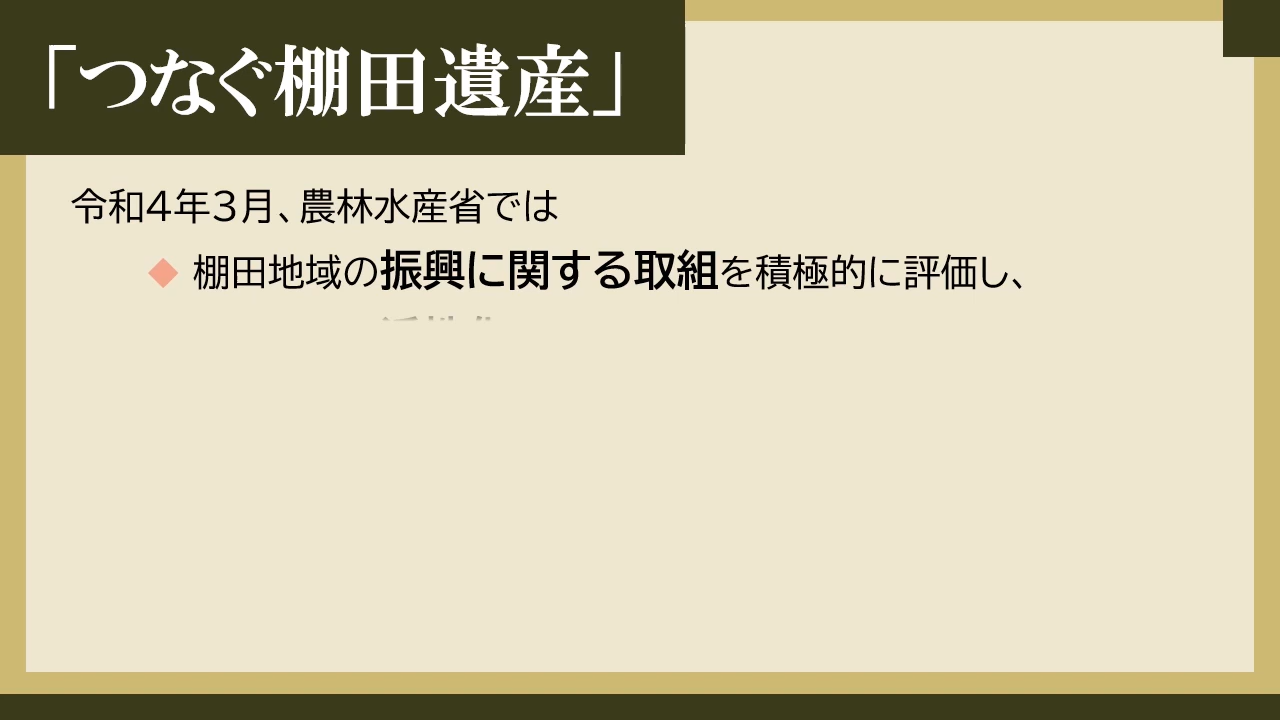 「つなぐ棚田遺産」
令和４年３月、農林水産省では
棚田地域の振興に関する取組を積極的に評価し、